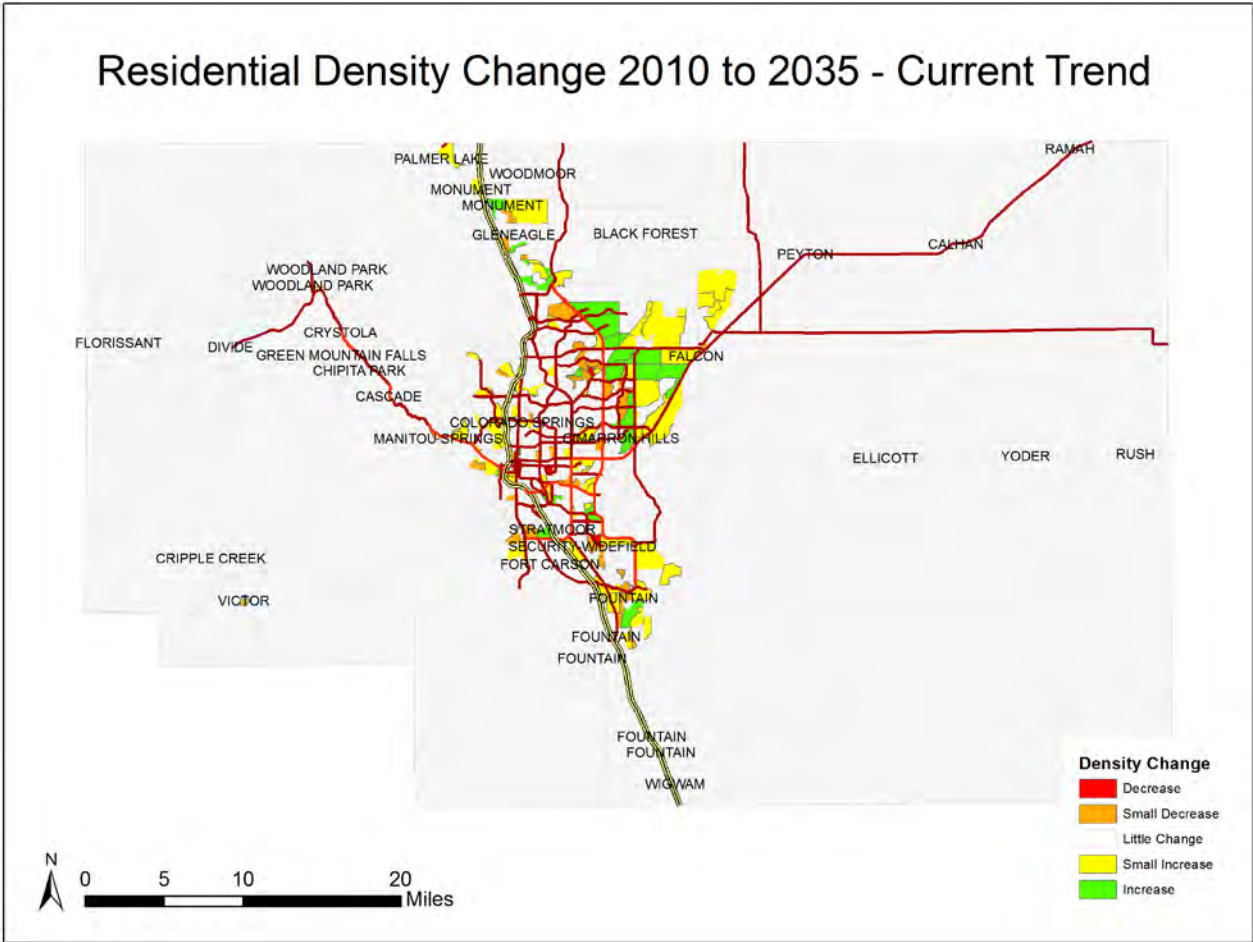 Residential Density Change 2010 to 2035 - Current Trend
RAMAH
PALMER LAKE
WOODMOOR
MONUMENT
MONUMENT
GLENEAGLE
BLACK FOREST
CALHAN
PEYTON
WOODLAND PARK
WOODLAND PARK
CRYSTOLA
FLORISSANT
DIVIDE
GREEN MOUNTAIN FALLS
FALCON
CHIPITA PARK
CASCADE
COLORADO SPRINGS
MANITOU SPRINGS
CIMARRON HILLS
ELLICOTT
YODER
RUSH
STRATMOOR
SECURITY-WIDEFIELD
CRIPPLE CREEK
FORT CARSON
VICTOR
FOUNTAIN
FOUNTAIN
FOUNTAIN
FOUNTAIN
FOUNTAIN
WIGWAM
Density Change
Decrease
Small Decrease
Little Change
Small Increase
Increase
N
0 5 10 20
Miles